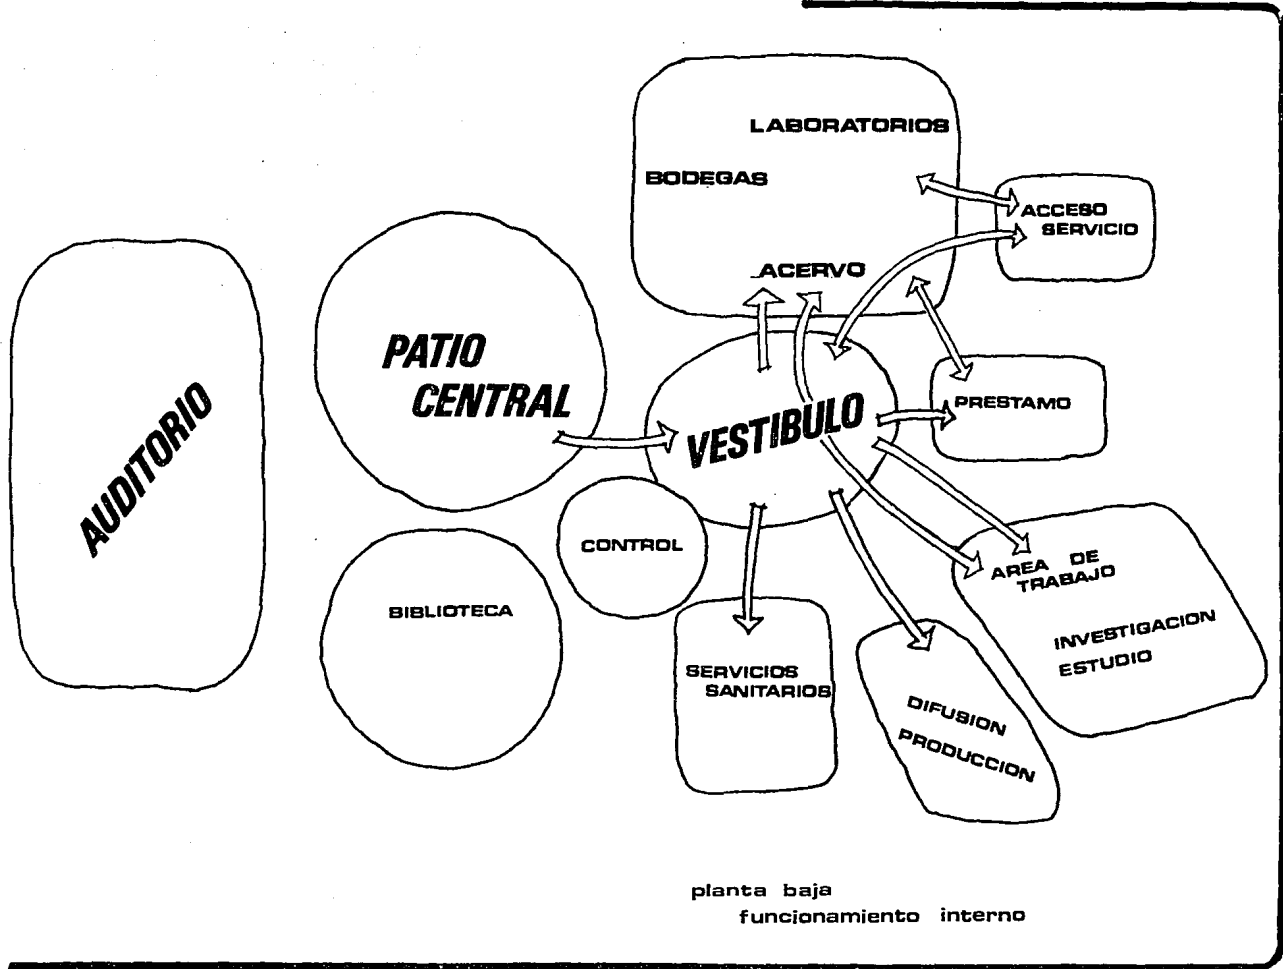 LABORATORIOS
BODEGAS
ACERVO
ACCESO
SERVICIO
PATIO
CENTRAL
AUDITORIO
VESTIBULO
PRESTAMO
CONTROL
BIBLIOTECA
AREA DE
TRABAJO
INVESTIGACION
ESTUDIO
SERVICIOS
SANITARIOS
DIFUSION
PRODUCCION
planta baja
funcionamiento interno